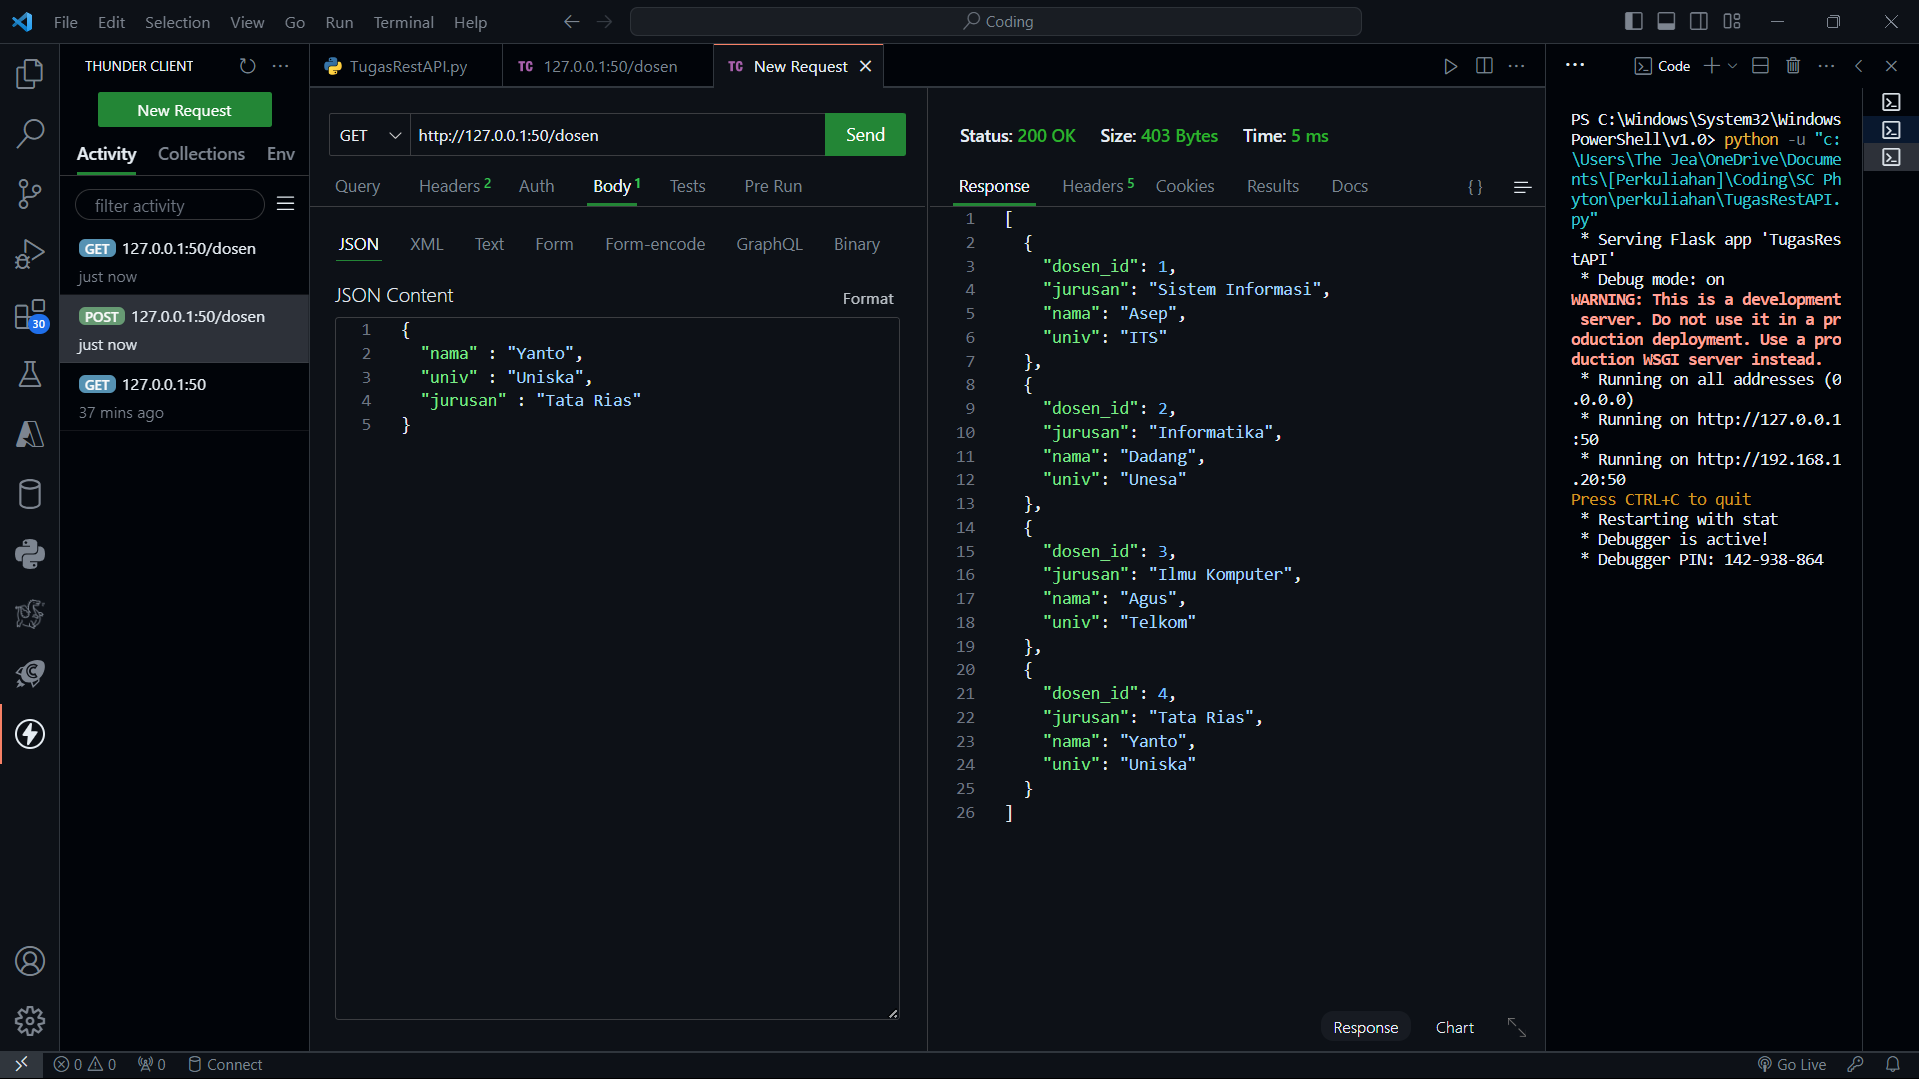 File Edit Selection View Go Run Terminal Help
Coding
THUNDER CLIENT
New Request
Activity Collections Env
filter activity
GET 127.0.0.1:50/dosen
just now
POST 127.0.0.1:50/dosen
just now
GET 127.0.0.1:50
37 mins ago
30
TugasRestAPI.py
TC 127.0.0.1:50/dosen
TC New Request
GET http://127.0.0.1:50/dosen Send
Query Headers 2 Auth Body 1 Tests Pre Run
JSON XML Text Form Form-encode GraphQL Binary
JSON Content
Format
1 {
2 "nama" : "Yanto",
3 "univ" : "Uniska",
4 "jurusan" : "Tata Rias"
5 }
Status: 200 OK Size: 403 Bytes Time: 5 ms
Response Headers 5 Cookies Results Docs {}
1 [
2 {
3 "dosen_id": 1,
4 "jurusan": "Sistem Informasi",
5 "nama": "Asep",
6 "univ": "ITS"
7 },
8 {
9 "dosen_id": 2,
10 "jurusan": "Informatika",
11 "nama": "Dadang",
12 "univ": "Unesa"
13 },
14 {
15 "dosen_id": 3,
16 "jurusan": "Ilmu Komputer",
17 "nama": "Agus",
18 "univ": "Telkom"
19 },
20 {
21 "dosen_id": 4,
22 "jurusan": "Tata Rias",
23 "nama": "Yanto",
24 "univ": "Uniska"
25 }
26 ]
Response Chart
Code
PS C:\Windows\System32\Windows
PowerShell\v1.0> python -u "c:
\Users\The Jea\OneDrive\Docume
nts\[Perkuliahan]\Coding\SC Ph
yton\perkuliahan\TugasRestAPI.
py"
* Serving Flask app 'TugasRes
tAPI'
* Debug mode: on
WARNING: This is a development
server. Do not use it in a pr
oduction deployment. Use a pro
duction WSGI server instead.
* Running on all addresses (0
.0.0.0)
* Running on http://127.0.0.1
:50
* Running on http://192.168.1
.20:50
Press CTRL+C to quit
* Restarting with stat
* Debugger is active!
* Debugger PIN: 142-938-864
0 0 0 Connect
Go Live